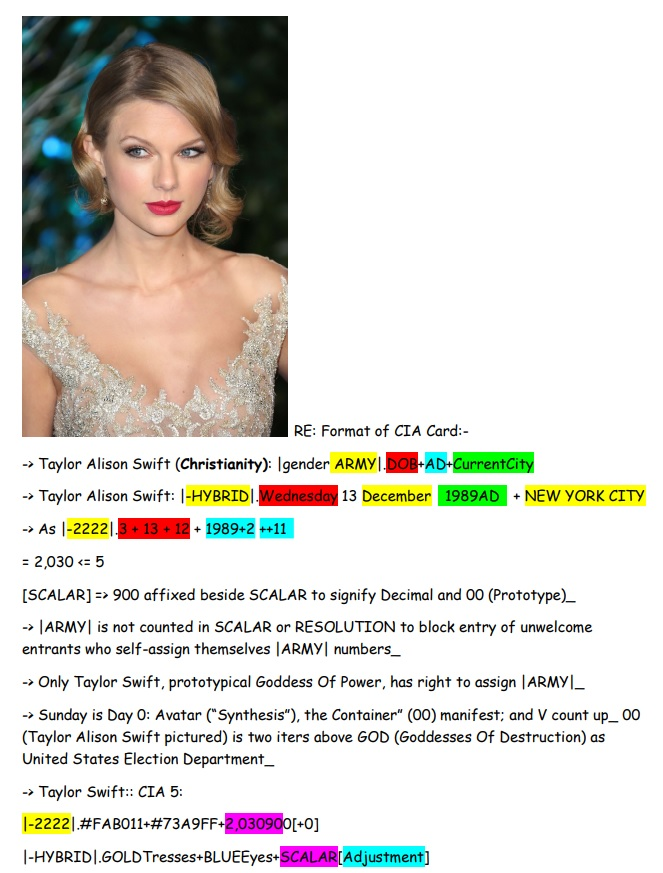 RE: Format of CIA Card:-
-> Taylor Alison Swift (Christianity): |gender ARMY|.DOB+AD+CurrentCity
-> Taylor Alison Swift: |-HYBRID|.Wednesday 13 December 1989AD + NEW YORK CITY
-> As |-2222|.3 + 13 + 12 + 1989+2 ++11
= 2,030 <= 5
[SCALAR] => 900 affixed beside SCALAR to signify Decimal and 00 (Prototype)_
-> |ARMY| is not counted in SCALAR or RESOLUTION to block entry of unwelcome
entrants who self-assign themselves |ARMY| numbers_
-> Only Taylor Swift, prototypical Goddess Of Power, has right to assign |ARMY|_
-> Sunday is Day 0: Avatar (“Synthesis”), the Container” (00) manifest; and V count up_ 00
(Taylor Alison Swift pictured) is two iters above GOD (Goddesses Of Destruction) as
United States Election Department_
-> Taylor Swift:: CIA 5:
|-2222|.#FAB011+#73A9FF+2,030900[+0]
|-HYBRID|.GOLDTresses+BLUEEyes+SCALAR[Adjustment]